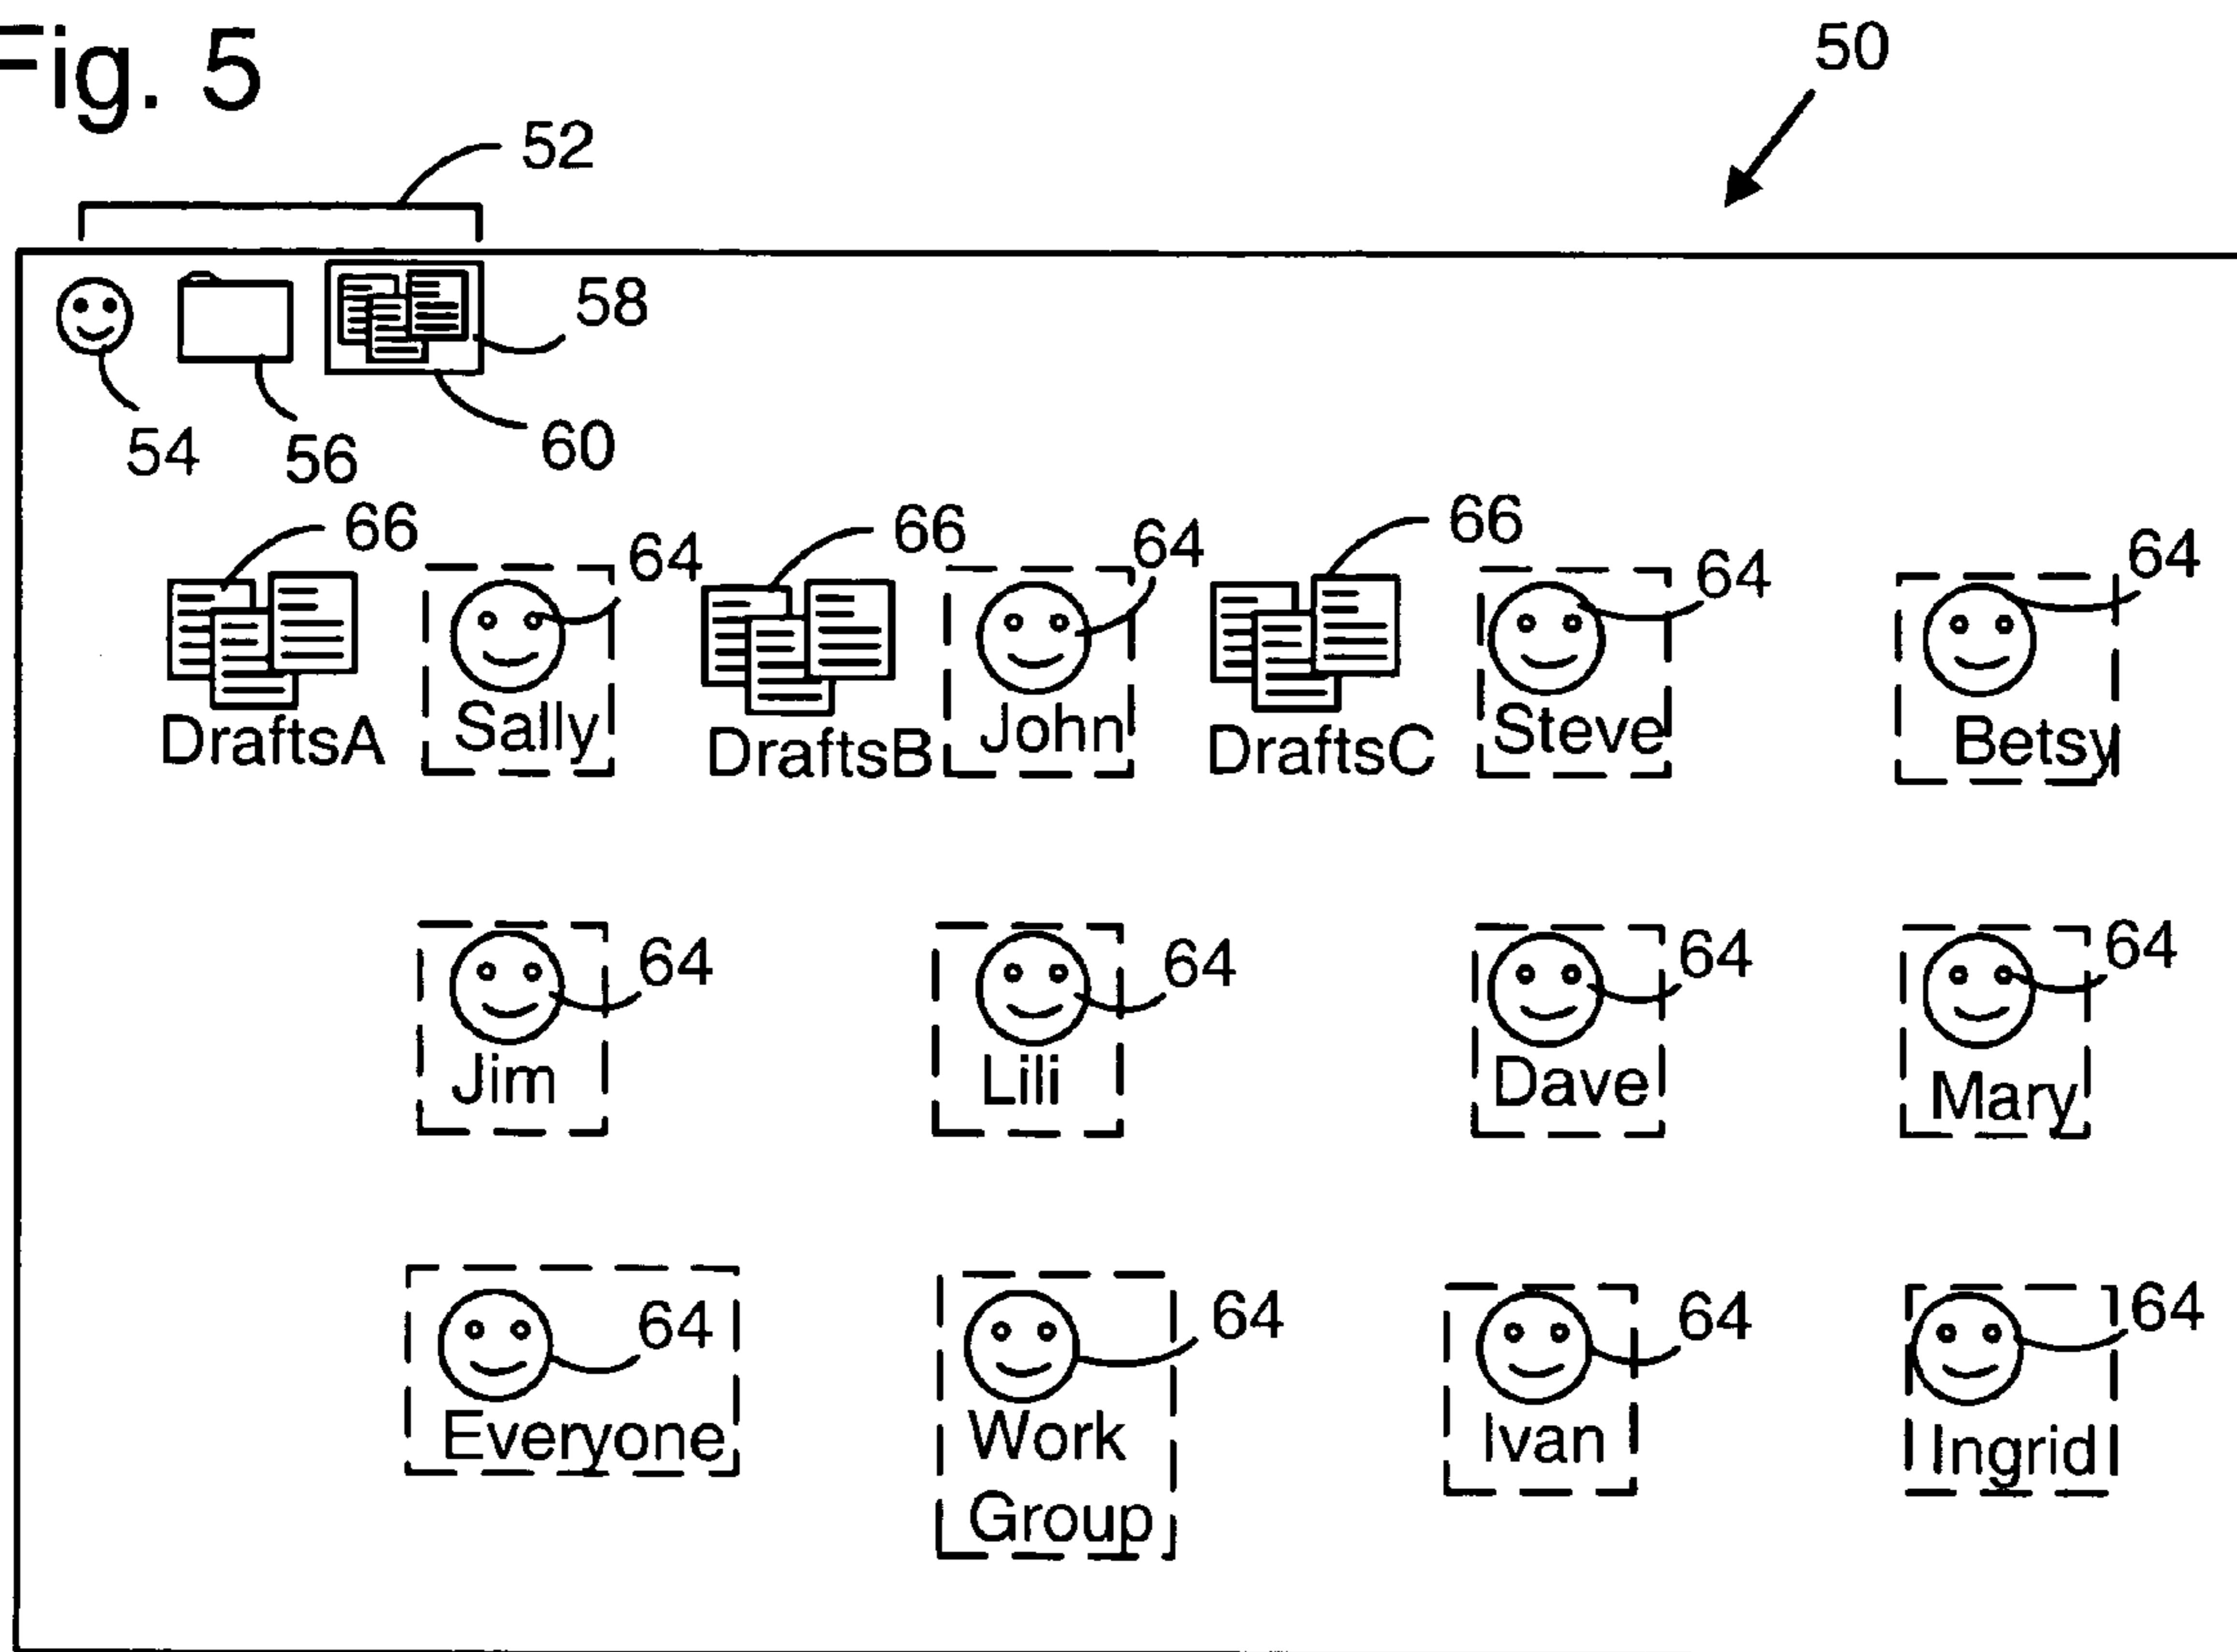 Fig. 5
50
52
58
54 56 60
66 64 66 64 66 64 64
DraftsA Sally DraftsB John DraftsC Steve Betsy
64 64 64 64
Jim Lili Dave Mary
64 64 64 64
Everyone Work Ivan Ingrid
Group